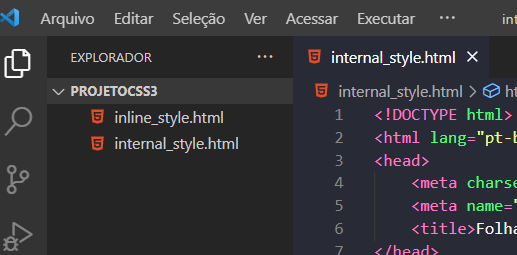 Arquivo Editar Seleção Ver Acessar Executar ··· int
EXPLORADOR ···
PROJETOCSS3
inline_style.html
internal_style.html
internal_style.html
internal_style.html > ht
1 <!DOCTYPE html>
2 <html lang="pt-b
3 <head>
4 <meta charse
5 <meta name="
6 <title>Folha
7 </head>